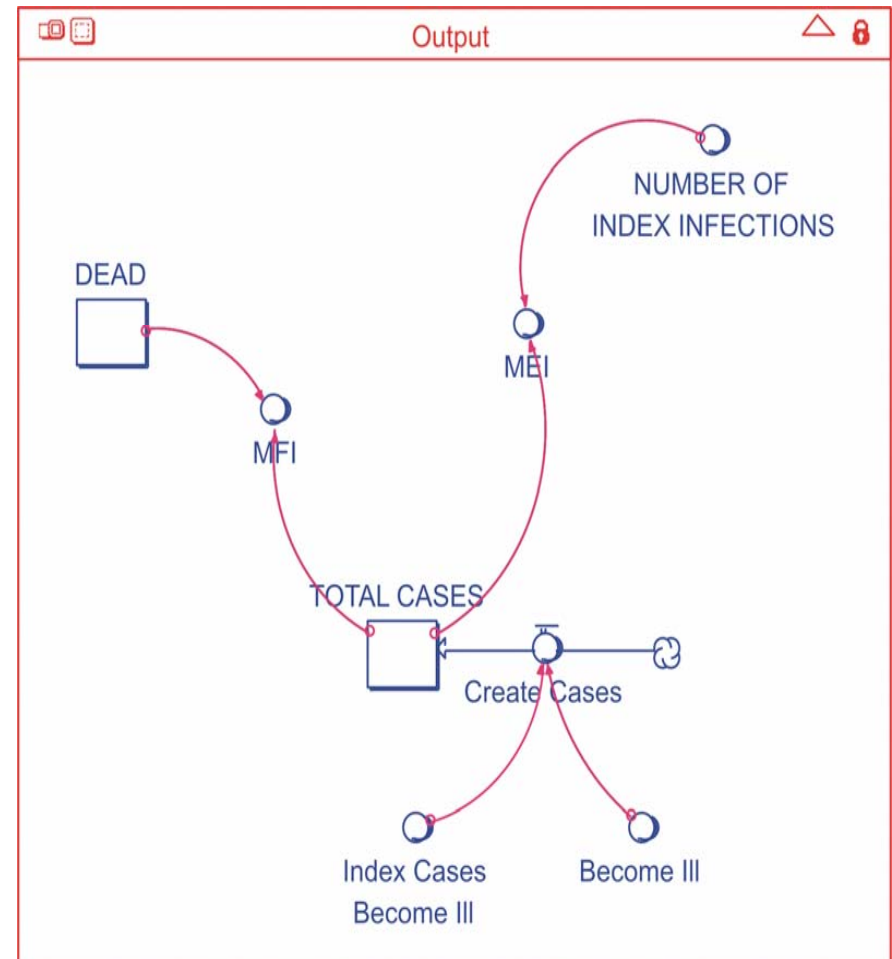 Output
NUMBER OF
INDEX INFECTIONS
DEAD
MEI
MFI
TOTAL CASES
Create Cases
Index Cases
Become Ill
Become Ill